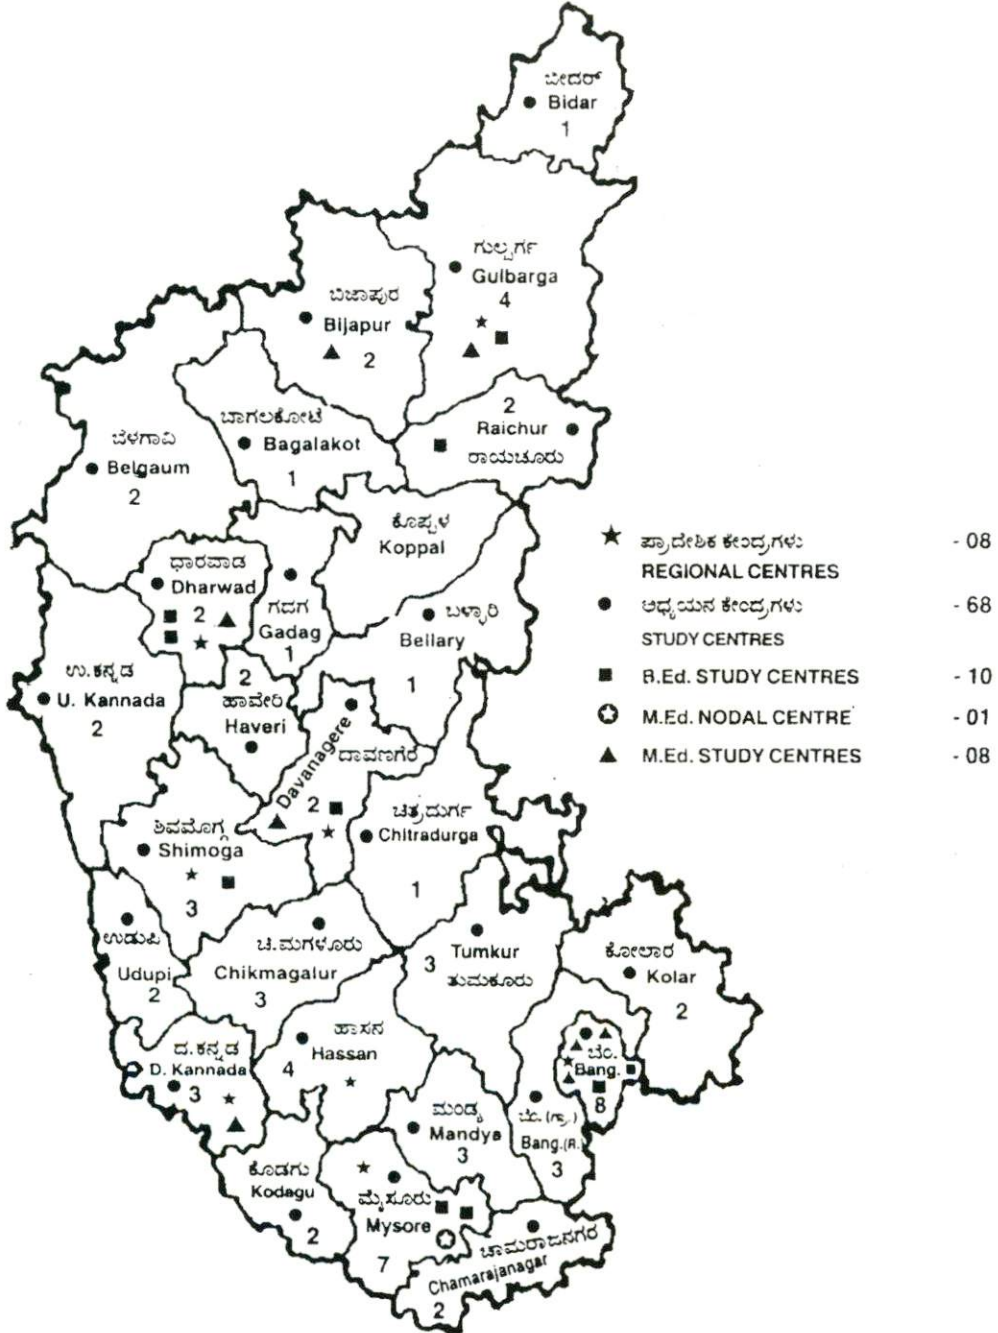 ಬೀದರ್
Bidar
1
ಗುಲ್ಬರ್ಗ
Gulbarga
4
ಬಿಜಾಪುರ
Bijapur
2
2
Raichur
ರಾಯಚೂರು
ಬಾಗಲಕೋಟೆ
Bagalakot
1
ಬೆಳಗಾವಿ
Belgaum
2
ಕೊಪ್ಪಳ
Koppal
ಧಾರವಾಡ
Dharwad
2
ಗದಗ
Gadag
1
ಬಳ್ಳಾರಿ
Bellary
1
ಉ.ಕನ್ನಡ
U. Kannada
2
2
ಹಾವೇರಿ
Haveri
Davanagere
ದಾವಣಗೆರೆ
2
ಚಿತ್ರದುರ್ಗ
Chitradurga
1
ಶಿವಮೊಗ್ಗ
Shimoga
3
ಉಡುಪಿ
Udupi
2
ಚಿ.ಮಗಳೂರು
Chikmagalur
3
3 Tumkur
ತುಮಕೂರು
ಕೋಲಾರ
Kolar
2
ದ.ಕನ್ನಡ
D. Kannada
3
ಹಾಸನ
Hassan
4
ಬೆಂ.
Bang.
8
ಬೆಂ.(ಗ್ರಾ.)
Bang.(R.)
3
ಮಂಡ್ಯ
Mandya
3
ಕೊಡಗು
Kodagu
2
ಮೈಸೂರು
Mysore
7
ಚಾಮರಾಜನಗರ
Chamarajanagar
2
ಪ್ರಾದೇಶಿಕ ಕೇಂದ್ರಗಳು - 08
REGIONAL CENTRES
ಅಧ್ಯಯನ ಕೇಂದ್ರಗಳು - 68
STUDY CENTRES
B.Ed. STUDY CENTRES - 10
M.Ed. NODAL CENTRE - 01
M.Ed. STUDY CENTRES - 08